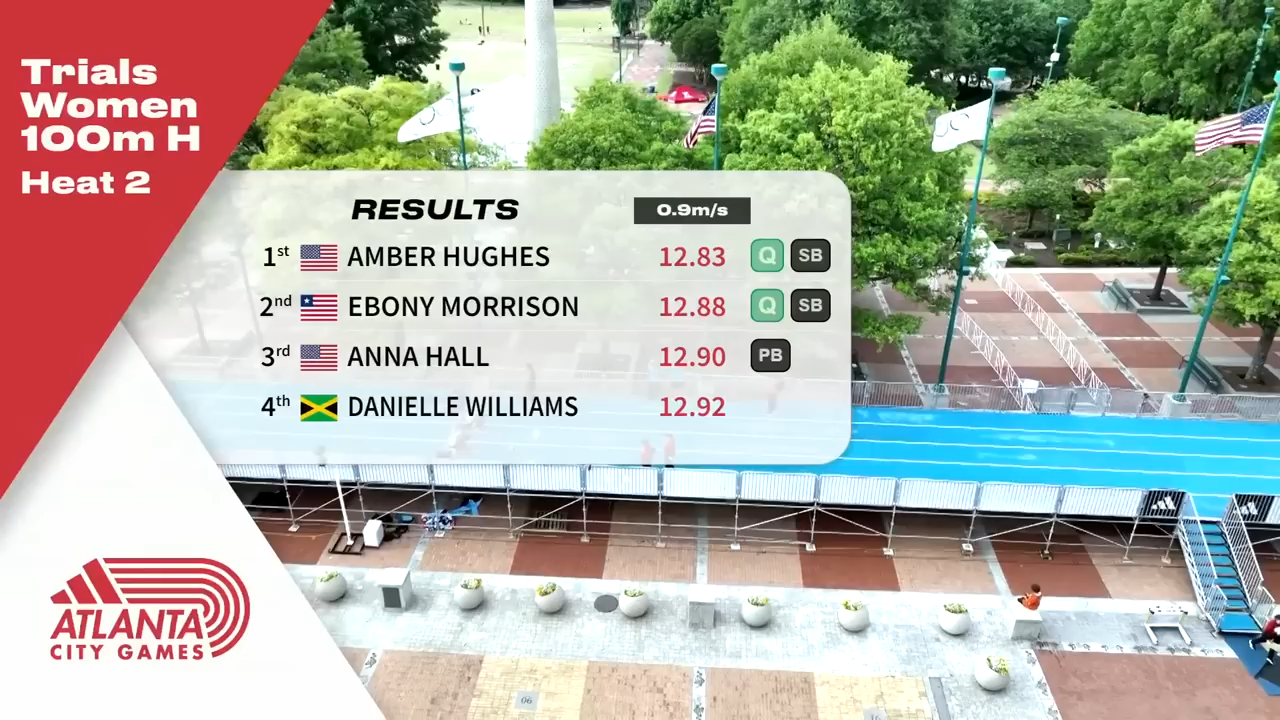 Trials
Women
100m H
Heat 2
RESULTS 0.9m/s
1st AMBER HUGHES 12.83 Q SB
2nd EBONY MORRISON 12.88 Q SB
3rd ANNA HALL 12.90 PB
4th DANIELLE WILLIAMS 12.92
ATLANTA
CITY GAMES
06